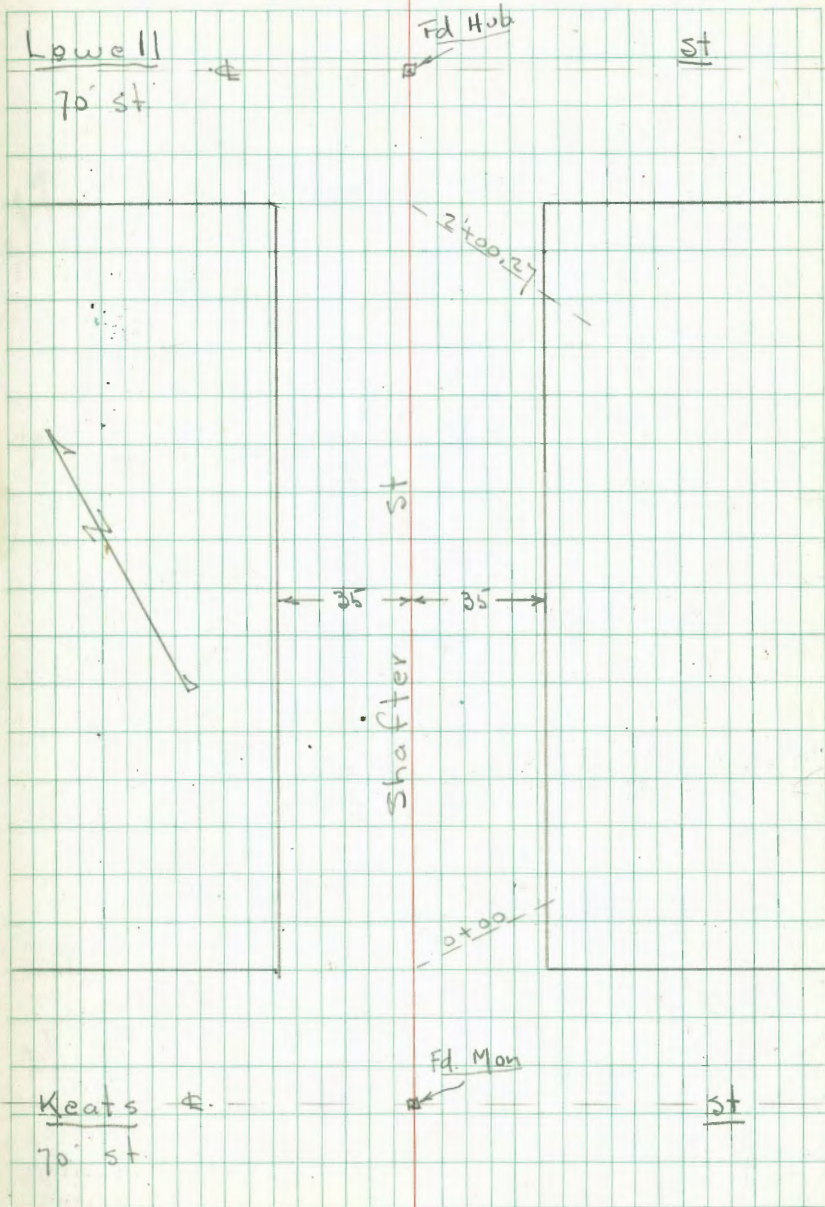 Fd Hub
Lowell ℄ St
70' St
2+00.27
St
35 35
Shafter
0+00
Fd. Mon
Keats ℄ St
70' St
N